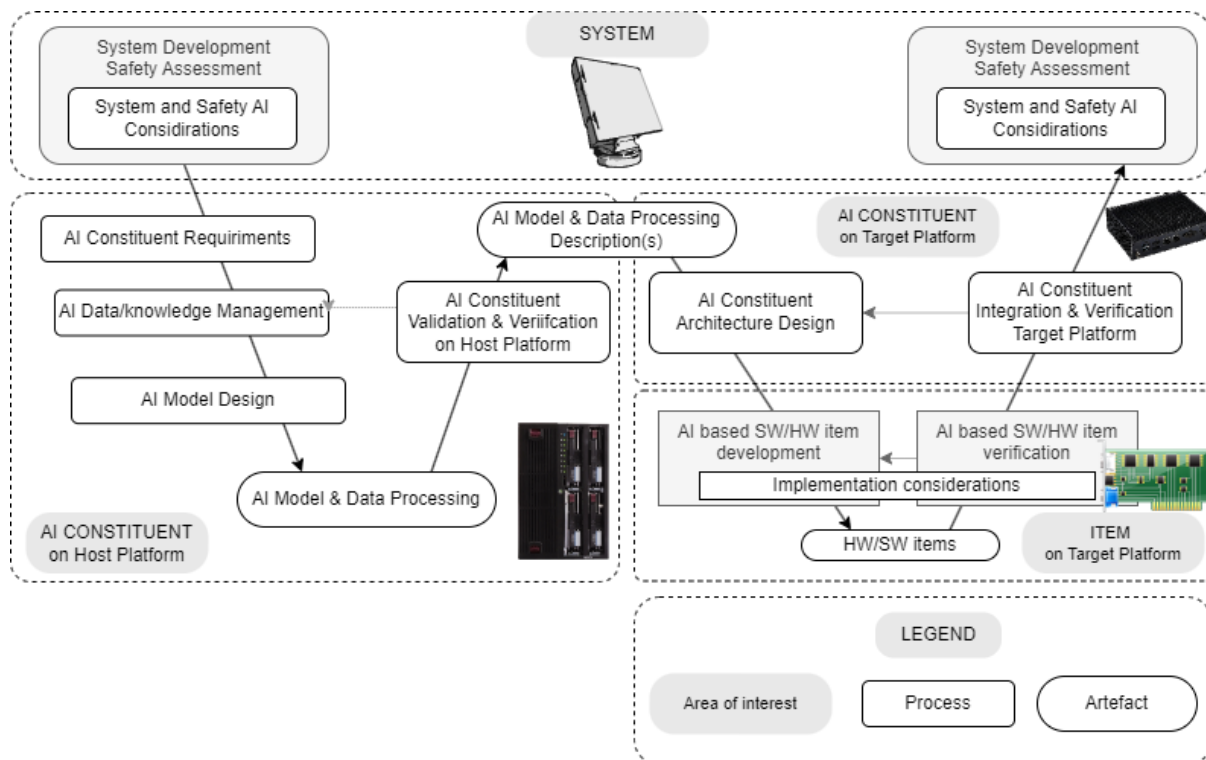 SYSTEM
System Development
Safety Assessment
System and Safety AI
Considirations
System Development
Safety Assessment
System and Safety AI
Considirations
AI Constituent Requiriments
AI Data/knowledge Management
AI Model Design
AI Model & Data Processing
AI Constituent
Validation & Veriifcation
on Host Platform
AI CONSTITUENT
on Host Platform
AI Model & Data Processing
Description(s)
AI CONSTITUENT
on Target Platform
AI Constituent
Architecture Design
AI Constituent
Integration & Verification
Target Platform
AI based SW/HW item
development
AI based SW/HW item
verification
Implementation considerations
HW/SW items
ITEM
on Target Platform
LEGEND
Area of interest
Process
Artefact